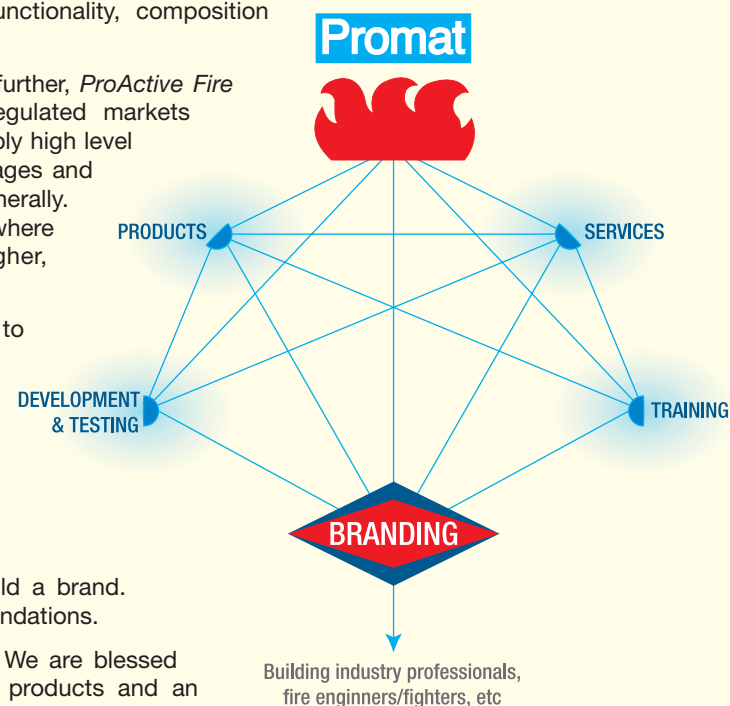 unctionality, composition
Promat
further, ProActive Fire
egulated markets
ply high level
ages and
nerally.
where
gher,
to
PRODUCTS
SERVICES
DEVELOPMENT
& TESTING
TRAINING
BRANDING
ld a brand.
ndations.
We are blessed
products and an
Building industry professionals,
fire enginners/fighters, etc